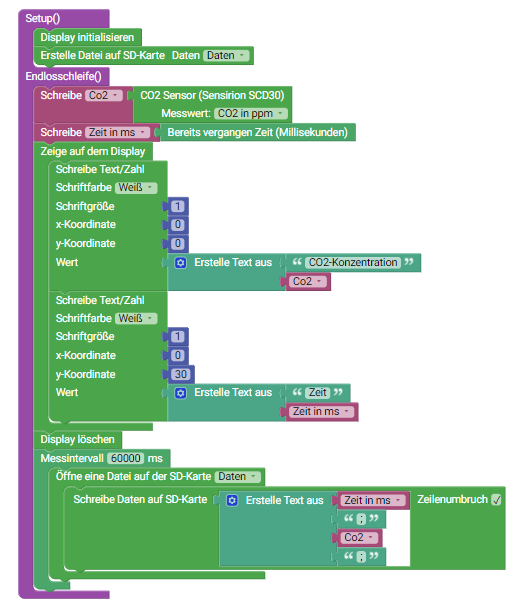 Setup()
Display initialisieren
Erstelle Datei auf SD-Karte Daten Daten
Endlosschleife()
Schreibe Co2 CO2 Sensor (Sensirion SCD30)
Messwert: CO2 in ppm
Schreibe Zeit in ms Bereits vergangen Zeit (Millisekunden)
Zeige auf dem Display
Schreibe Text/Zahl
Schriftfarbe Weiß
Schriftgröße 1
x-Koordinate 0
y-Koordinate 0
Wert Erstelle Text aus “ CO2-Konzentration ”
Co2
Schreibe Text/Zahl
Schriftfarbe Weiß
Schriftgröße 1
x-Koordinate 0
y-Koordinate 30
Wert Erstelle Text aus “ Zeit ”
Zeit in ms
Display löschen
Messintervall 60000 ms
Öffne eine Datei auf der SD-Karte Daten
Schreibe Daten auf SD-Karte Erstelle Text aus Zeit in ms Zeilenumbruch
“ ; ”
Co2
“ ; ”